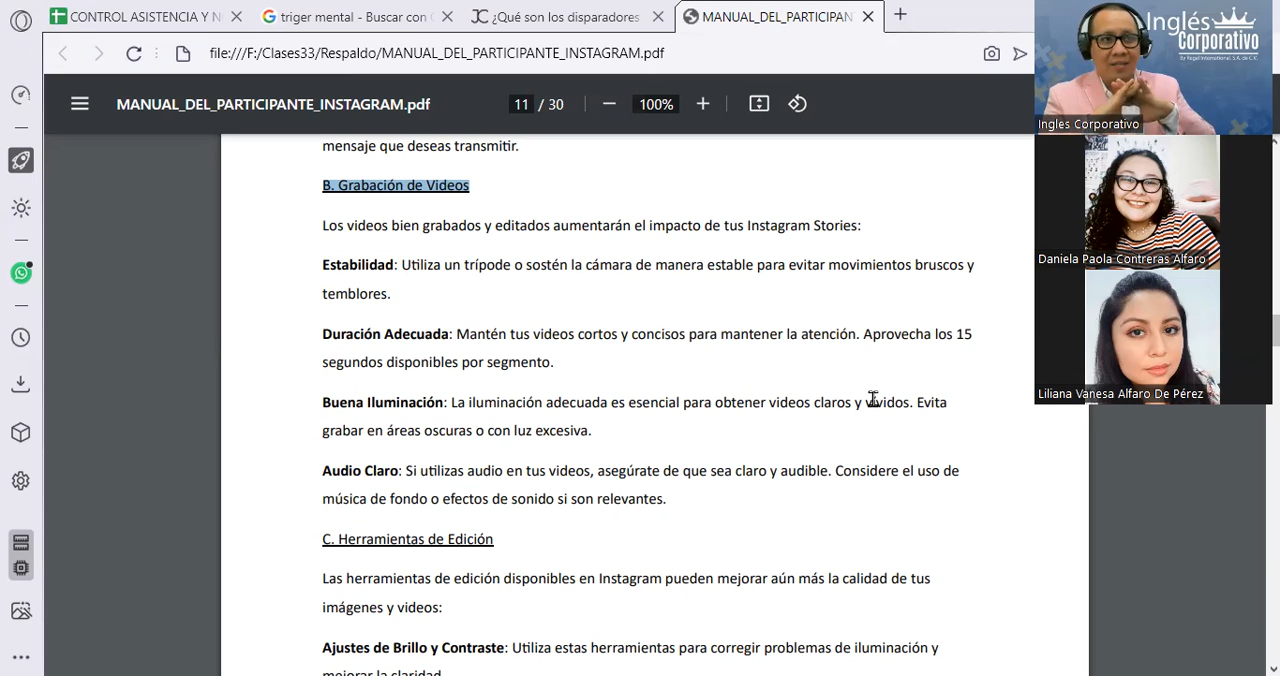 CONTROL ASISTENCIA Y N
triger mental - Buscar con G
¿Qué son los disparadores
MANUAL_DEL_PARTICIPAN
file:///F:/Clases33/Respaldo/MANUAL_DEL_PARTICIPANTE_INSTAGRAM.pdf
MANUAL_DEL_PARTICIPANTE_INSTAGRAM.pdf
11 / 30
100%
mensaje que deseas transmitir.
B. Grabación de Videos
Los videos bien grabados y editados aumentarán el impacto de tus Instagram Stories:
Estabilidad: Utiliza un trípode o sostén la cámara de manera estable para evitar movimientos bruscos y
temblores.
Duración Adecuada: Mantén tus videos cortos y concisos para mantener la atención. Aprovecha los 15
segundos disponibles por segmento.
Buena Iluminación: La iluminación adecuada es esencial para obtener videos claros y vívidos. Evita
grabar en áreas oscuras o con luz excesiva.
Audio Claro: Si utilizas audio en tus videos, asegúrate de que sea claro y audible. Considere el uso de
música de fondo o efectos de sonido si son relevantes.
C. Herramientas de Edición
Las herramientas de edición disponibles en Instagram pueden mejorar aún más la calidad de tus
imágenes y videos:
Ajustes de Brillo y Contraste: Utiliza estas herramientas para corregir problemas de iluminación y
mejorar la claridad.
Inglés
Corporativo
By Regal International, S.A. de C.V.
Ingles Corporativo
Daniela Paola Contreras Alfaro
Liliana Vanesa Alfaro De Pérez